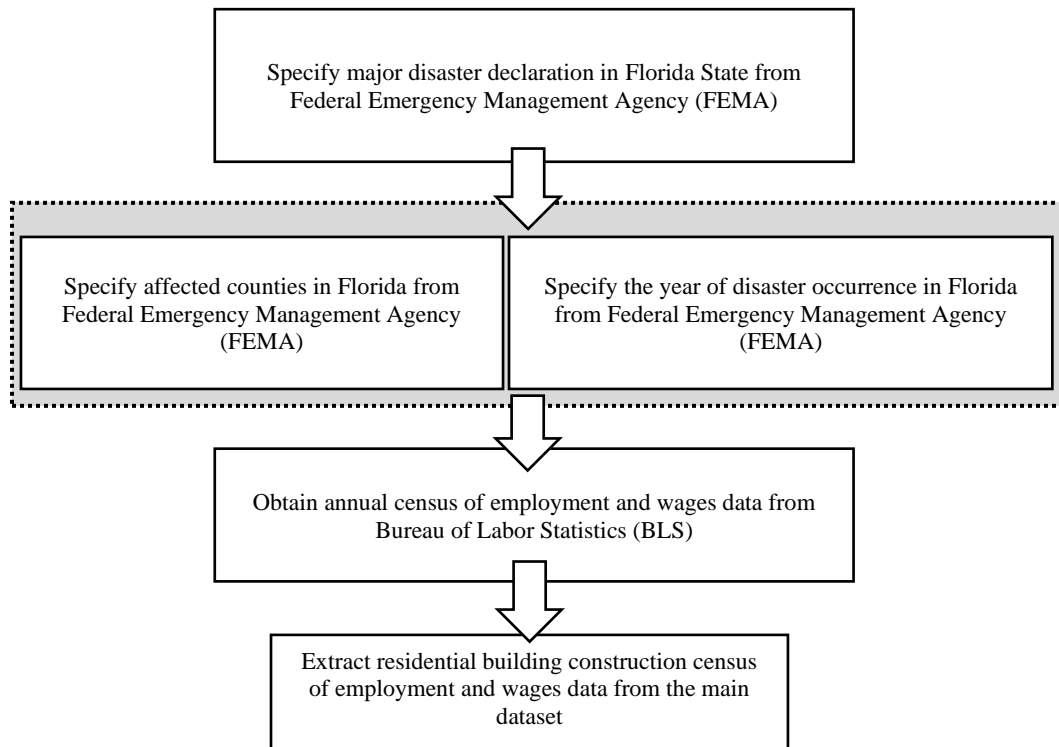 Specify major disaster declaration in Florida State from
Federal Emergency Management Agency (FEMA)
Specify affected counties in Florida from
Federal Emergency Management Agency
(FEMA)
Specify the year of disaster occurrence in Florida
from Federal Emergency Management Agency
(FEMA)
Obtain annual census of employment and wages data from
Bureau of Labor Statistics (BLS)
Extract residential building construction census
of employment and wages data from the main
dataset